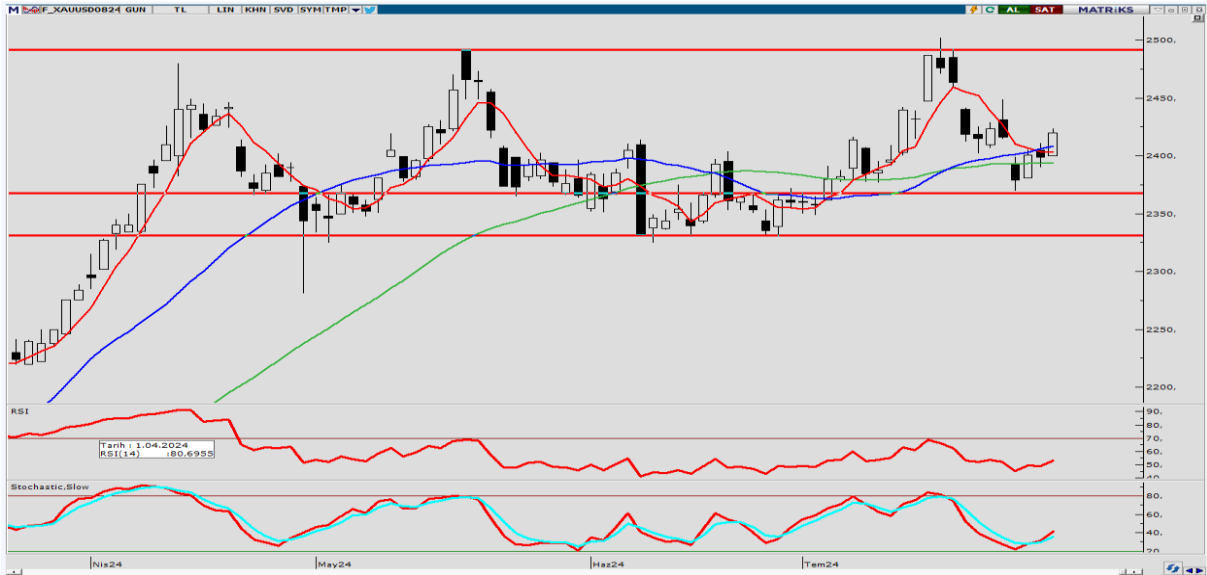 M F_XAUUSD0824 GUN TL LIN KHN SVD SYM TMP AL SAT MATRiKS
2500,
2450,
2400,
2350,
2300,
2250,
2200,
RSI
90,
80,
70,
60,
50,
40
Tarih : 1.04.2024
RSI(14) :80.6955
Stochastic,Slow
80,
60,
40,
20
Nis24 May24 Haz24 Tem24